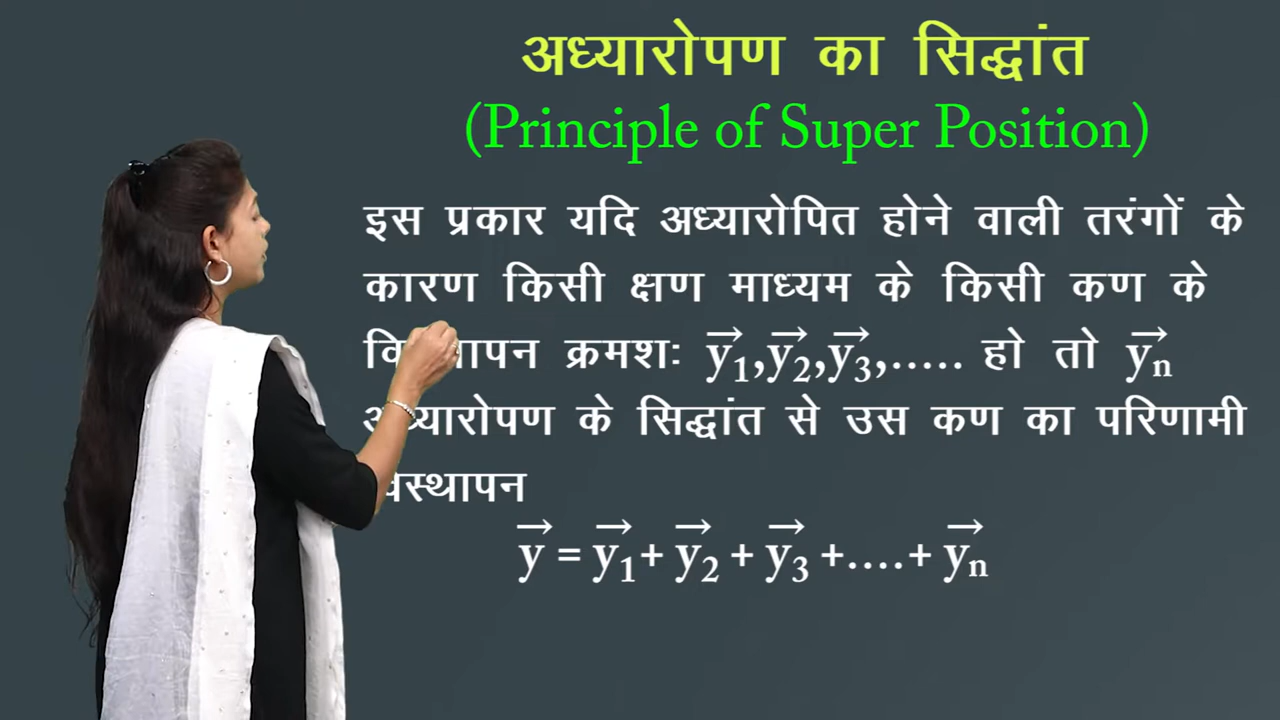 अध्यारोपण का सिद्धांत
(Principle of Super Position)
इस प्रकार यदि अध्यारोपित होने वाली तरंगों के
कारण किसी क्षण माध्यम के किसी कण के
क्रमशः y⃗₁,y⃗₂,y⃗₃,..... हो तो y⃗ₙ
के सिद्धांत से उस कण का परिणामी
y⃗ = y⃗₁+ y⃗₂ + y⃗₃ +....+ y⃗ₙ